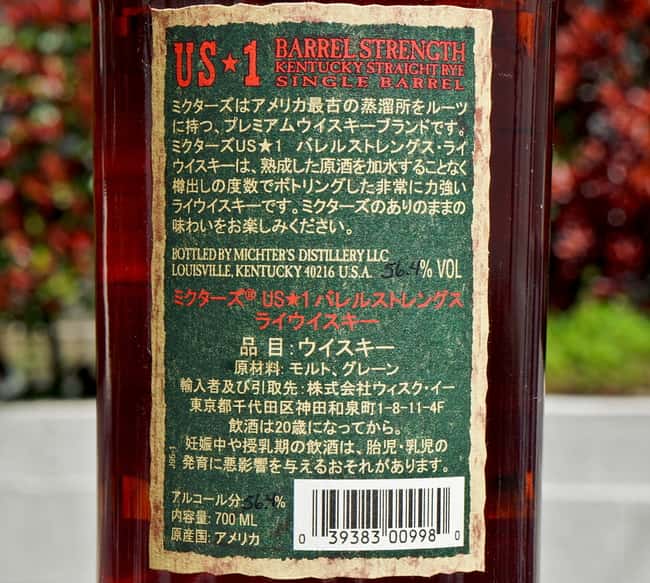 US★1
BARREL STRENGTH
KENTUCKY STRAIGHT RYE
SINGLE BARREL
ミクターズはアメリカ最古の蒸溜所をルーツ
に持つ、プレミアムウイスキーブランドです。
ミクターズUS★1 バレルストレングス・ライ
ウイスキーは、熟成した原酒を加水することなく
樽出しの度数でボトリングした非常に力強い
ライウイスキーです。ミクターズのありのままの
味わいをお楽しみください。
BOTTLED BY MICHTER'S DISTILLERY LLC
LOUISVILLE, KENTUCKY 40216 U.S.A. 56.4% VOL
ミクターズ® US★1 バレルストレングス
ライウイスキー
品目:ウイスキー
原材料:モルト、グレーン
輸入者及び引取先:株式会社ウィスク・イー
東京都千代田区神田和泉町1-8-11-4F
飲酒は20歳になってから。
妊娠中や授乳期の飲酒は、胎児・乳児の
発育に悪影響を与えるおそれがあります。
アルコール分:56.4%
内容量:700 ML
原産国:アメリカ
0 39383 00998 0